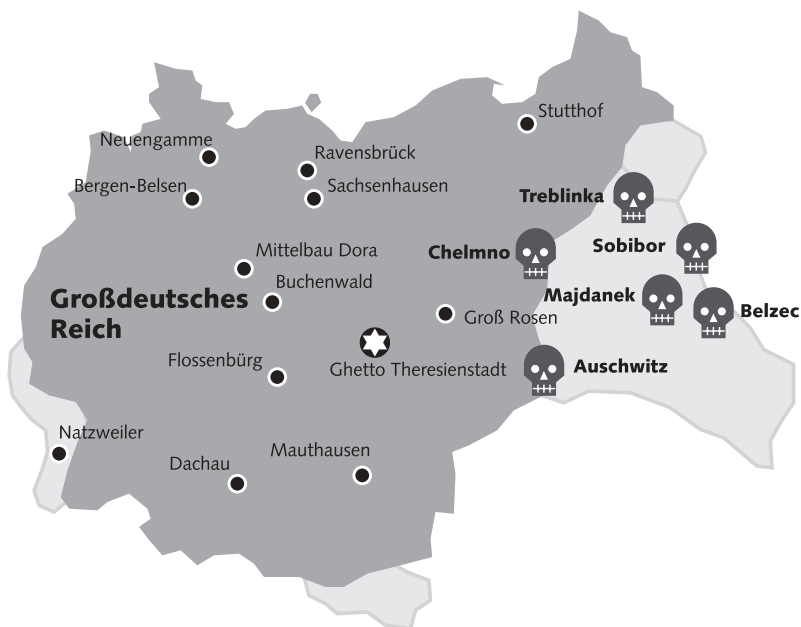 Stutthof
Neuengamme
Ravensbrück
Bergen-Belsen
Sachsenhausen
Treblinka
Chelmno
Sobibor
Mittelbau Dora
Buchenwald
Großdeutsches
Reich
Majdanek
Belzec
Groß Rosen
Flossenbürg
Ghetto Theresienstadt
Auschwitz
Natzweiler
Dachau
Mauthausen